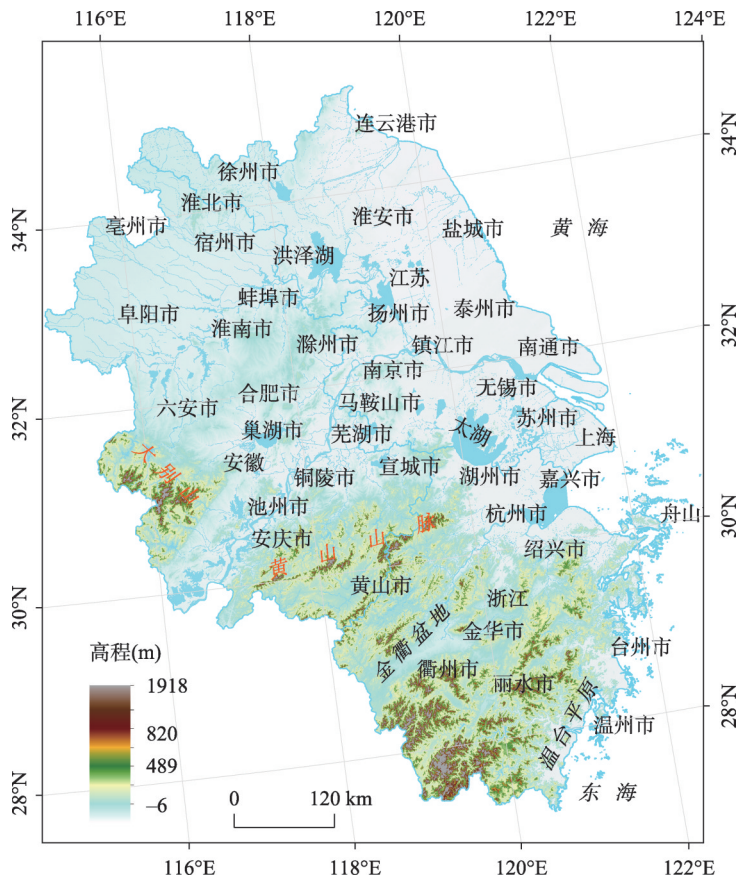 116°E 118°E 120°E 122°E 124°E
连云港市
34°N
徐州市
淮北市
亳州市
淮安市
盐城市
黄 海
34°N
宿州市
洪泽湖
江苏
蚌埠市
阜阳市
扬州市
泰州市
32°N
淮南市
滁州市
镇江市
南通市
南京市
无锡市
合肥市
六安市
马鞍山市
苏州市
32°N
巢湖市
芜湖市
太湖
上海
大别山
安徽
宣城市
铜陵市
湖州市
嘉兴市
池州市
杭州市
舟山
30°N
安庆市
黄 山 山 脉
绍兴市
黄山市
浙江
30°N
金衢盆地
金华市
台州市
高程(m)
衢州市
丽水市
1918
温台平原
温州市
28°N
820
489
–6
0 120 km
东 海
28°N
116°E 118°E 120°E 122°E